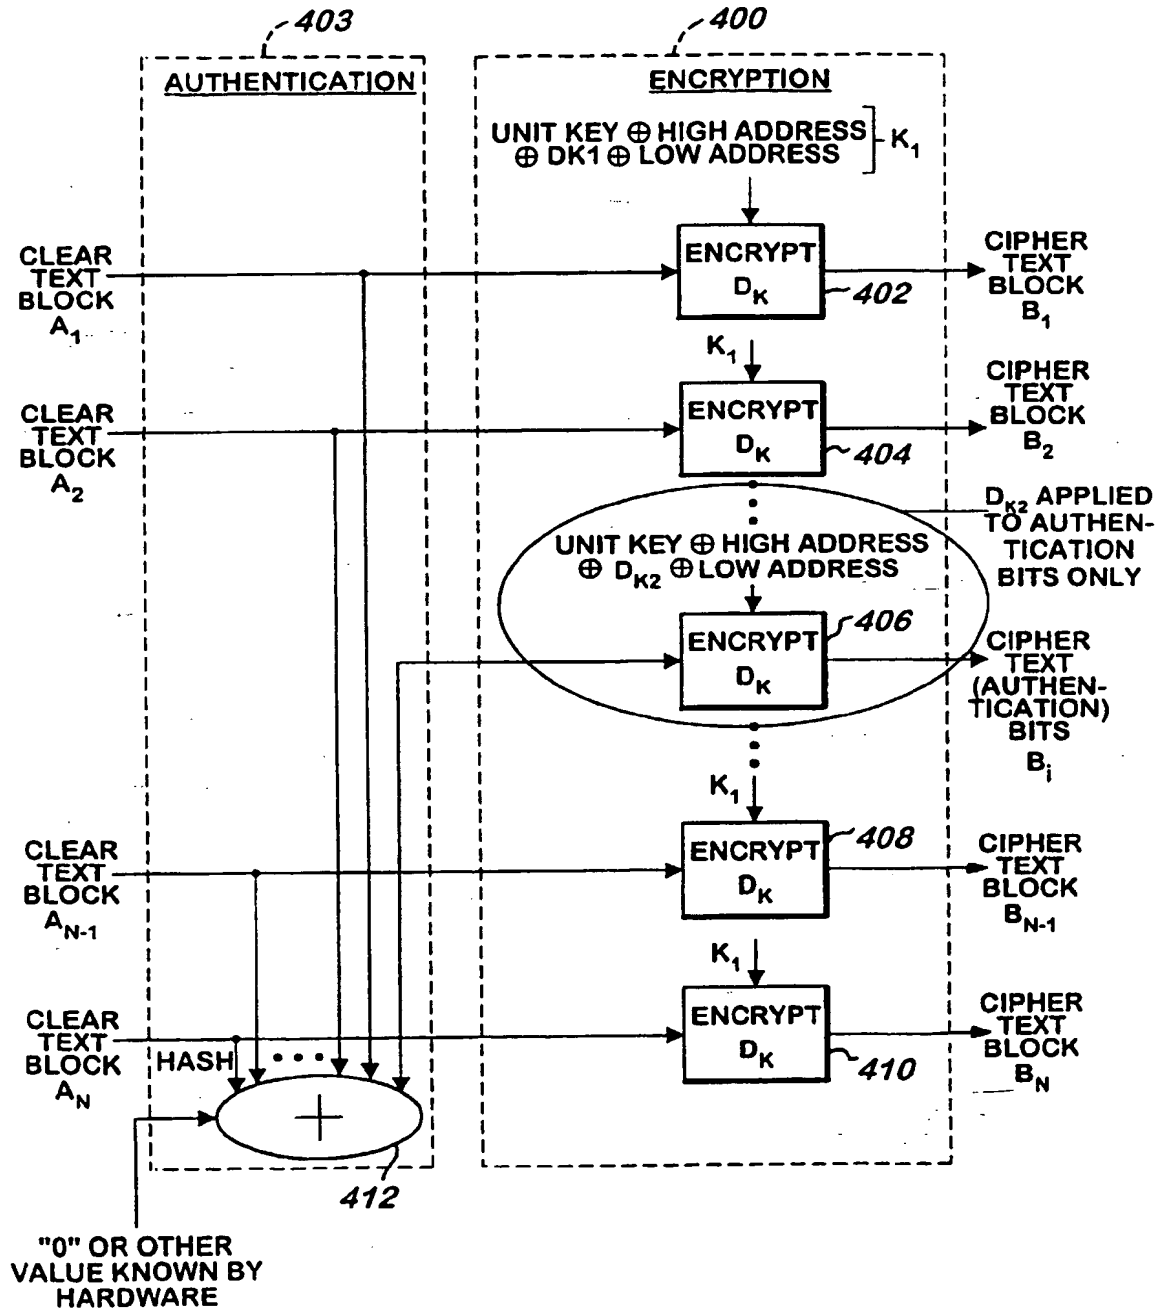 403
400
AUTHENTICATION
ENCRYPTION
UNIT KEY ⊕ HIGH ADDRESS
⊕ DK1 ⊕ LOW ADDRESS
K1
CLEAR
TEXT
BLOCK
A1
ENCRYPT
DK
402
CIPHER
TEXT
BLOCK
B1
K1
CLEAR
TEXT
BLOCK
A2
ENCRYPT
DK
404
CIPHER
TEXT
BLOCK
B2
DK2 APPLIED
TO AUTHEN-
TICATION
BITS ONLY
UNIT KEY ⊕ HIGH ADDRESS
⊕ DK2 ⊕ LOW ADDRESS
ENCRYPT
DK
406
CIPHER
TEXT
(AUTHEN-
TICATION)
BITS
Bi
K1
CLEAR
TEXT
BLOCK
AN-1
ENCRYPT
DK
408
CIPHER
TEXT
BLOCK
BN-1
K1
CLEAR
TEXT
BLOCK
AN
HASH
ENCRYPT
DK
410
CIPHER
TEXT
BLOCK
BN
+
412
"0" OR OTHER
VALUE KNOWN BY
HARDWARE